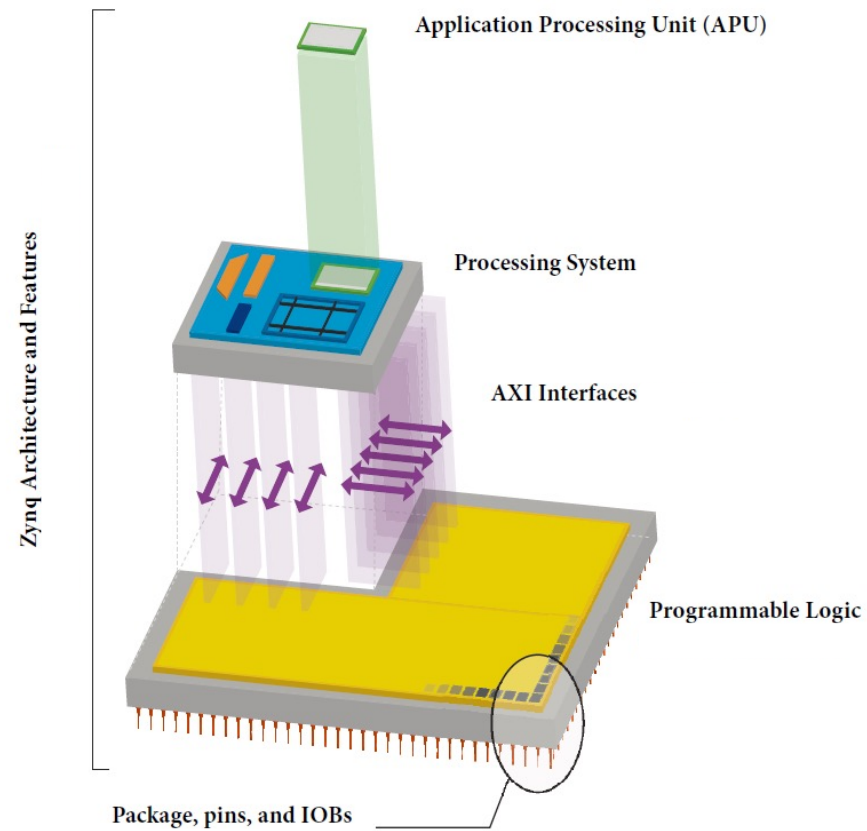 Application Processing Unit (APU)
Processing System
Zynq Architecture and Features
AXI Interfaces
Programmable Logic
Package, pins, and IOBs